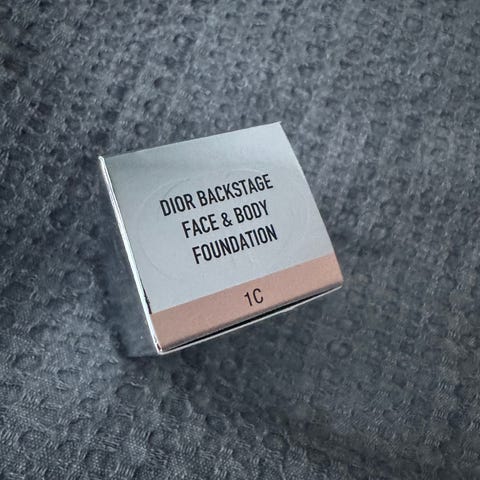 DIOR BACKSTAGE
FACE & BODY
FOUNDATION
1C